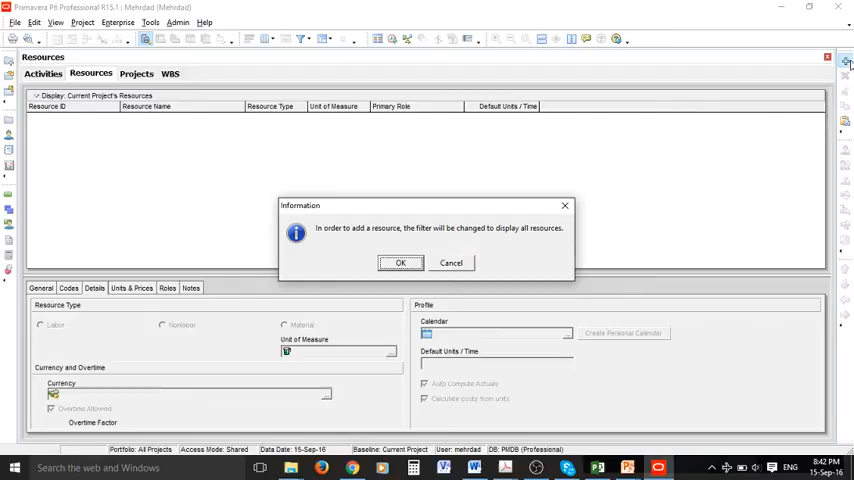 Primavera P6 Professional R15.1 : Mehrdad (Mehrdad)
File Edit View Project Enterprise Tools Admin Help
Resources
Activities Resources Projects WBS
Display: Current Project's Resources
Resource ID Resource Name Resource Type Unit of Measure Primary Role Default Units / Time
Information
In order to add a resource, the filter will be changed to display all resources.
OK Cancel
General Codes Details Units & Prices Roles Notes
Resource Type Profile
Labor Nonlabor Material
Calendar
Create Personal Calendar
Unit of Measure
Default Units / Time
Currency and Overtime
Currency
Auto Compute Actuals
Calculate costs from units
Overtime Allowed
Overtime Factor
Portfolio: All Projects Access Mode: Shared Data Date: 15-Sep-16 Baseline: Current Project User: mehrdad DB: PMDB (Professional)
Search the web and Windows
ENG
8:42 PM
15-Sep-16